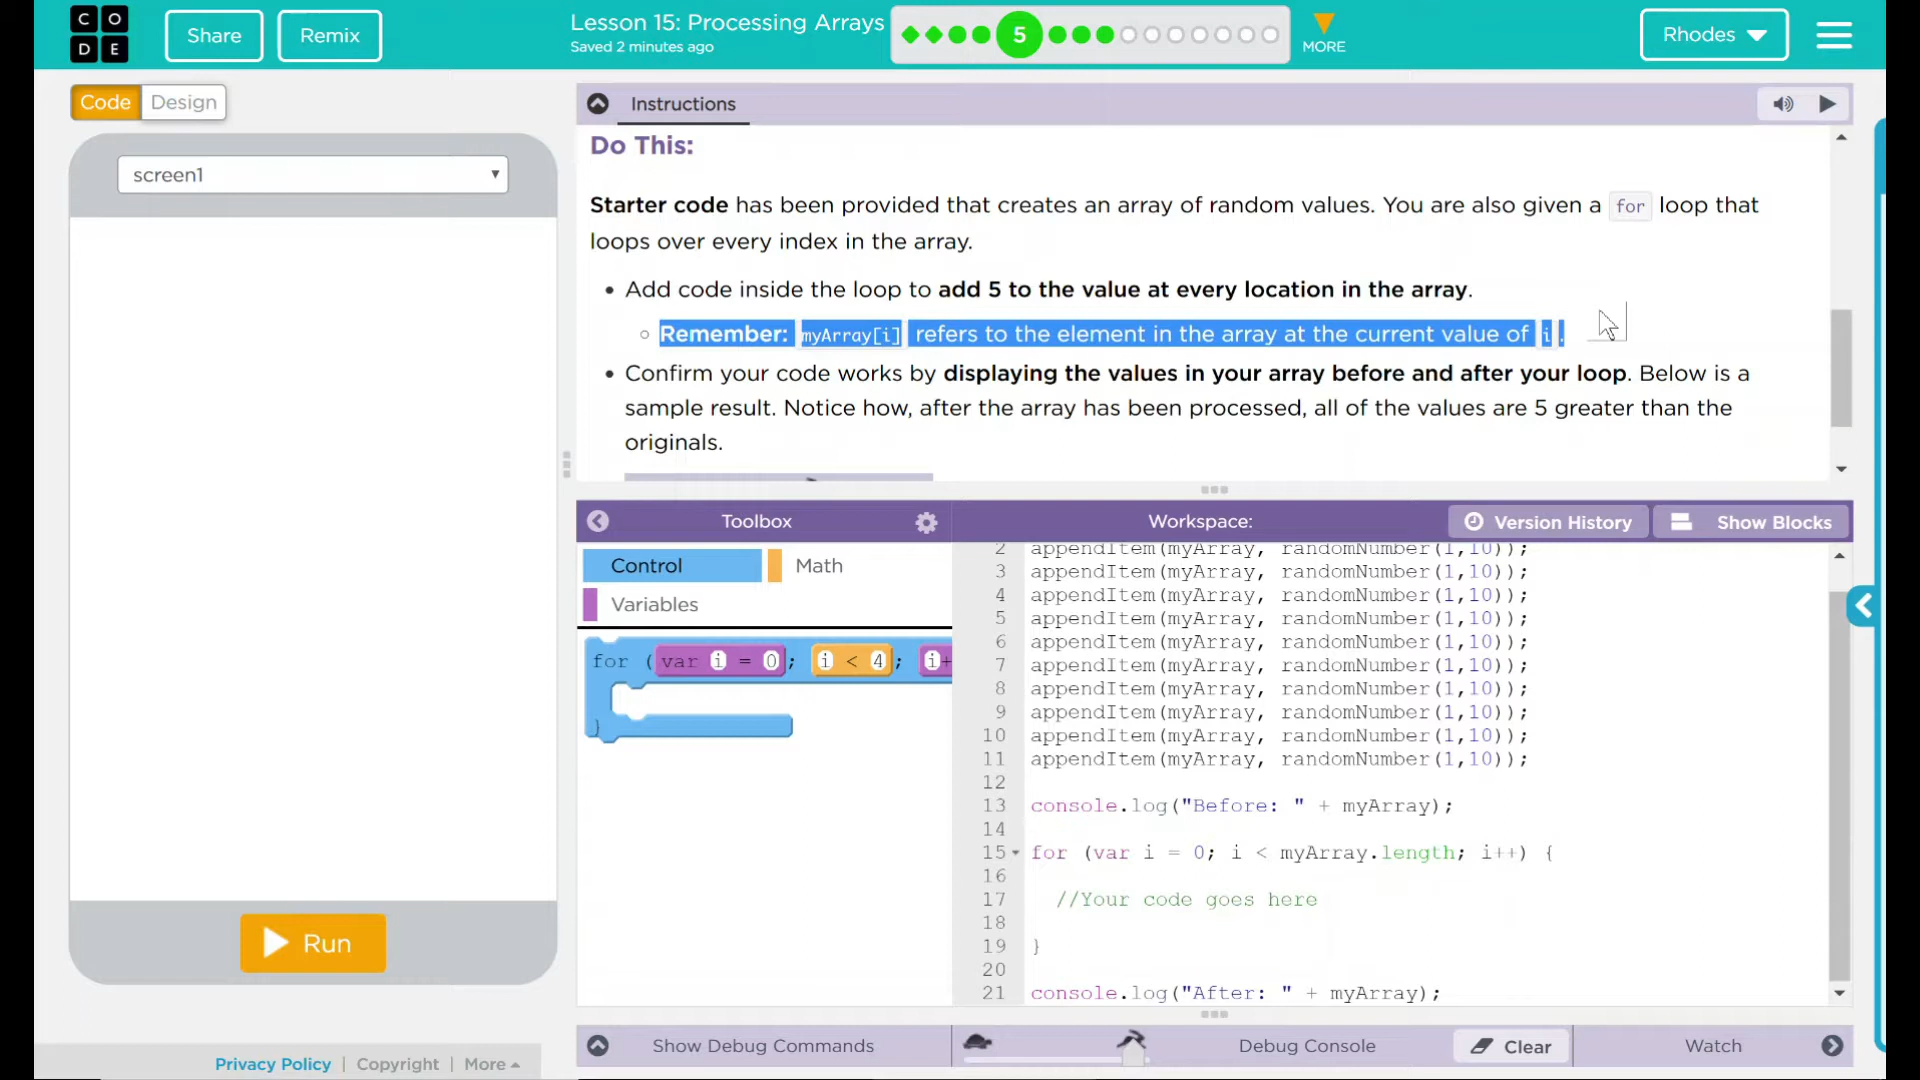 C O
D E
Share
Remix
Lesson 15: Processing Arrays
Saved 2 minutes ago
5
MORE
Rhodes
Code
Design
Instructions
screen1
Do This:
Starter code has been provided that creates an array of random values. You are also given a for loop that
loops over every index in the array.
Add code inside the loop to add 5 to the value at every location in the array.
Remember: myArray[i] refers to the element in the array at the current value of i.
Confirm your code works by displaying the values in your array before and after your loop. Below is a
sample result. Notice how, after the array has been processed, all of the values are 5 greater than the
originals.
Toolbox
Workspace:
Version History
Show Blocks
Control
Math
Variables
for (var i = 0; i < 4; i+
}
2 appendItem(myArray, randomNumber(1,10));
3 appendItem(myArray, randomNumber(1,10));
4 appendItem(myArray, randomNumber(1,10));
5 appendItem(myArray, randomNumber(1,10));
6 appendItem(myArray, randomNumber(1,10));
7 appendItem(myArray, randomNumber(1,10));
8 appendItem(myArray, randomNumber(1,10));
9 appendItem(myArray, randomNumber(1,10));
10 appendItem(myArray, randomNumber(1,10));
11 appendItem(myArray, randomNumber(1,10));
12
13 console.log("Before: " + myArray);
14
15 for (var i = 0; i < myArray.length; i++) {
16
17 //Your code goes here
18
19 }
20
21 console.log("After: " + myArray);
Run
Show Debug Commands
Debug Console
Clear
Watch
Privacy Policy | Copyright | More